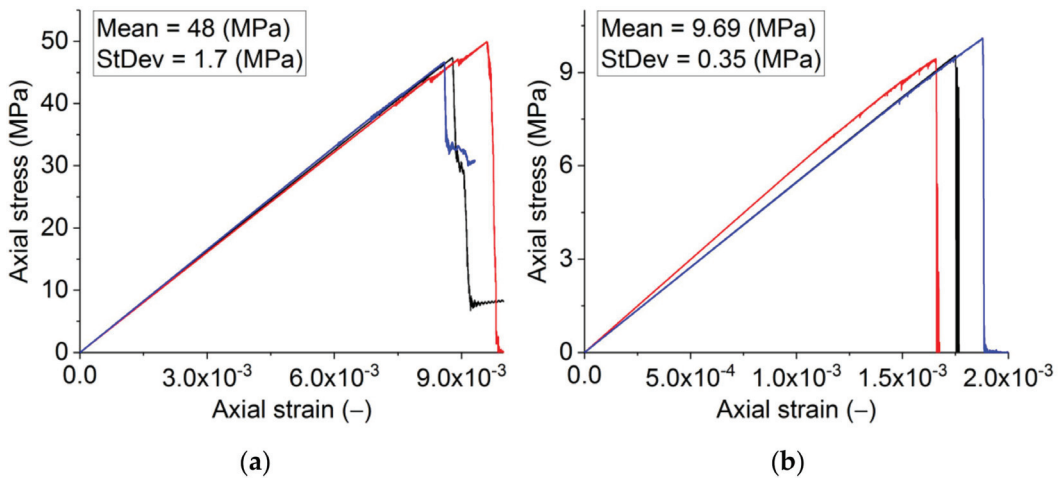 Mean = 48 (MPa)
StDev = 1.7 (MPa)
50
40
30
20
10
0
Axial stress (MPa)
0.0
3.0x10-3
6.0x10-3
9.0x10-3
Axial strain (–)
(a)
Mean = 9.69 (MPa)
StDev = 0.35 (MPa)
9
6
3
0
Axial stress (MPa)
0.0
5.0x10-4
1.0x10-3
1.5x10-3
2.0x10-3
Axial strain (–)
(b)